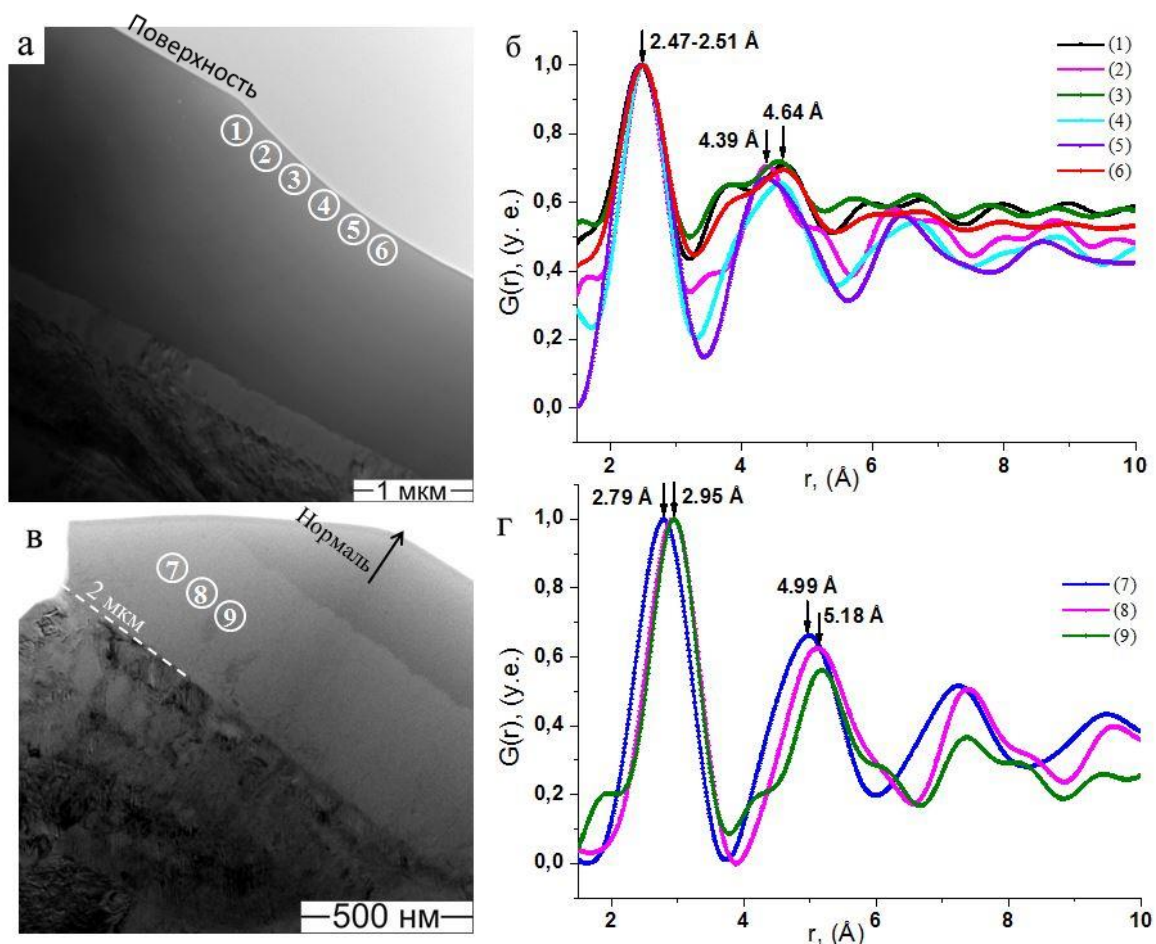 а
Поверхность
1
2
3
4
5
6
1 мкм
б
2.47-2.51 Å
4.39 Å
4.64 Å
(1)
(2)
(3)
(4)
(5)
(6)
G(r), (у. е.)
1,0
0,8
0,6
0,4
0,2
0,0
2
4
6
8
10
r, (Å)
в
Нормаль
7
8
9
2 мкм
500 нм
г
2.79 Å
2.95 Å
4.99 Å
5.18 Å
(7)
(8)
(9)
G(r), (у.е.)
1,0
0,8
0,6
0,4
0,2
0,0
2
4
6
8
10
r, (Å)